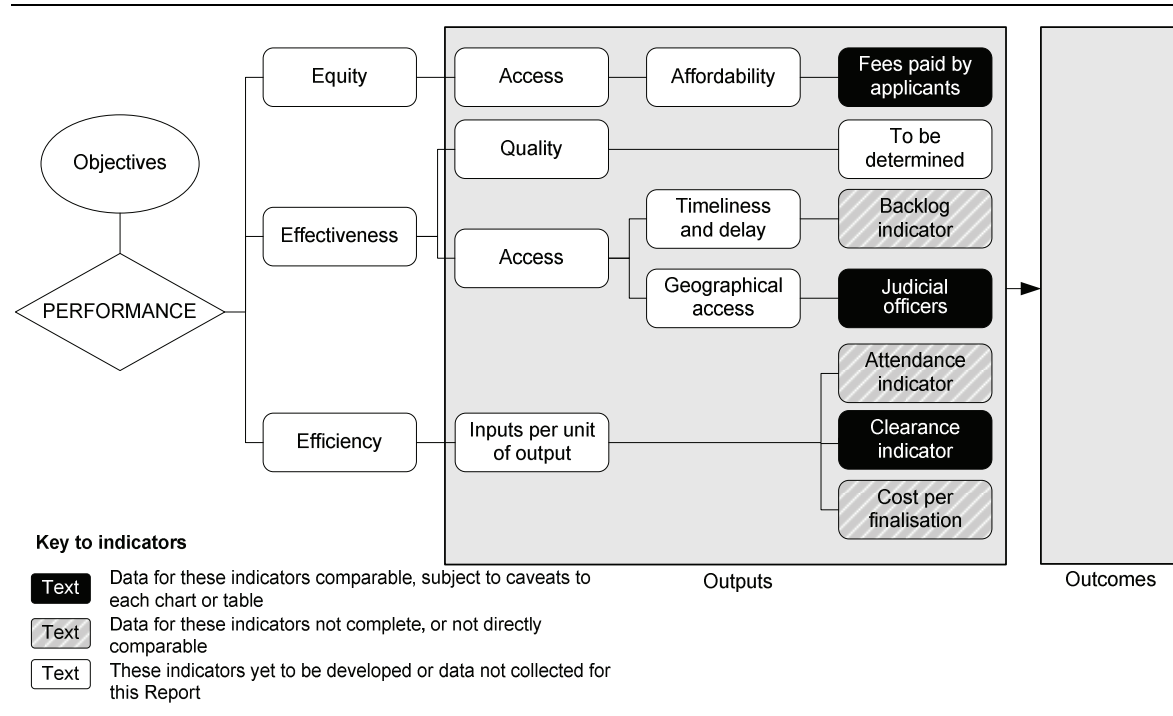 Equity
Access
Affordability
Fees paid by
applicants
Objectives
Quality
To be
determined
PERFORMANCE
Effectiveness
Access
Timeliness
and delay
Backlog
indicator
Geographical
access
Judicial
officers
Efficiency
Inputs per unit
of output
Attendance
indicator
Clearance
indicator
Cost per
finalisation
Outputs
Outcomes
Key to indicators
Text
Data for these indicators comparable, subject to caveats to
each chart or table
Text
Data for these indicators not complete, or not directly
comparable
Text
These indicators yet to be developed or data not collected for
this Report